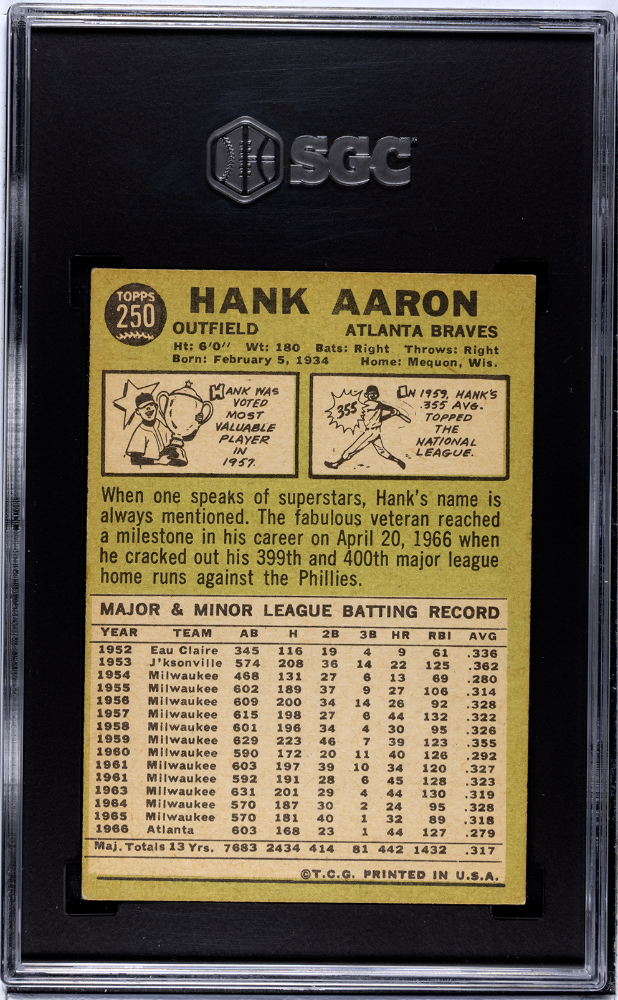 SGC
TOPPS
250
HANK AARON
OUTFIELD ATLANTA BRAVES
Ht: 6'0" Wt: 180 Bats: Right Throws: Right
Born: February 5, 1934 Home: Mequon, Wis.
HANK WAS
VOTED
MOST
VALUABLE
PLAYER
IN
1957.
355
IN 1959, HANK'S
.355 AVG.
TOPPED
THE
NATIONAL
LEAGUE.
When one speaks of superstars, Hank's name is
always mentioned. The fabulous veteran reached
a milestone in his career on April 20, 1966 when
he cracked out his 399th and 400th major league
home runs against the Phillies.
MAJOR & MINOR LEAGUE BATTING RECORD
YEAR TEAM AB H 2B 3B HR RBI AVG
1952 Eau Claire 345 116 19 4 9 61 .336
1953 J'ksonville 574 208 36 14 22 125 .362
1954 Milwaukee 468 131 27 6 13 69 .280
1955 Milwaukee 602 189 37 9 27 106 .314
1956 Milwaukee 609 200 34 14 26 92 .328
1957 Milwaukee 615 198 27 6 44 132 .322
1958 Milwaukee 601 196 34 4 30 95 .326
1959 Milwaukee 629 223 46 7 39 123 .355
1960 Milwaukee 590 172 20 11 40 126 .292
1961 Milwaukee 603 197 39 10 34 120 .327
1961 Milwaukee 592 191 28 6 45 128 .323
1963 Milwaukee 631 201 29 4 44 130 .319
1964 Milwaukee 570 187 30 2 24 95 .328
1965 Milwaukee 570 181 40 1 32 89 .318
1966 Atlanta 603 168 23 1 44 127 .279
Maj. Totals 13 Yrs. 7683 2434 414 81 442 1432 .317
©T.C.G. PRINTED IN U.S.A.